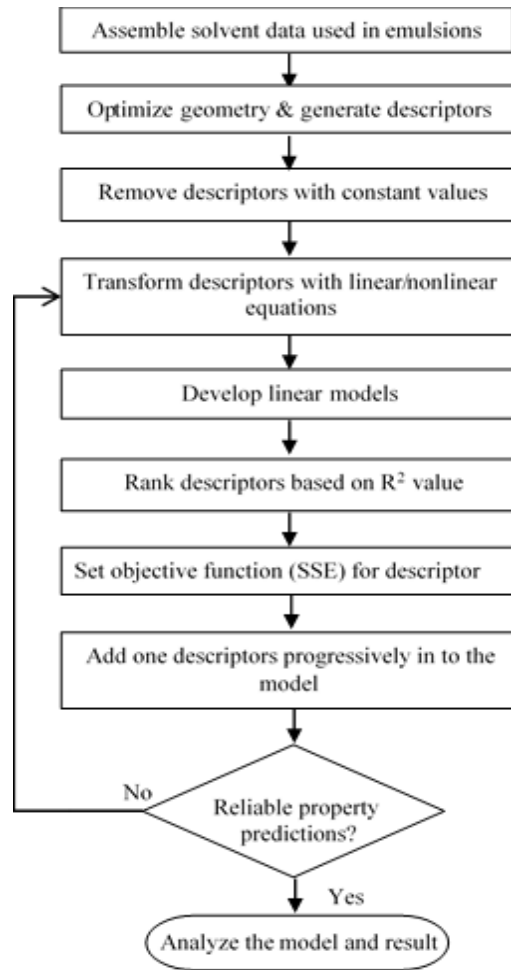 Assemble solvent data used in emulsions
Optimize geometry & generate descriptors
Remove descriptors with constant values
Transform descriptors with linear/nonlinear
equations
Develop linear models
Rank descriptors based on R² value
Set objective function (SSE) for descriptor
Add one descriptors progressively in to the
model
No
Reliable property
predictions?
Yes
Analyze the model and result